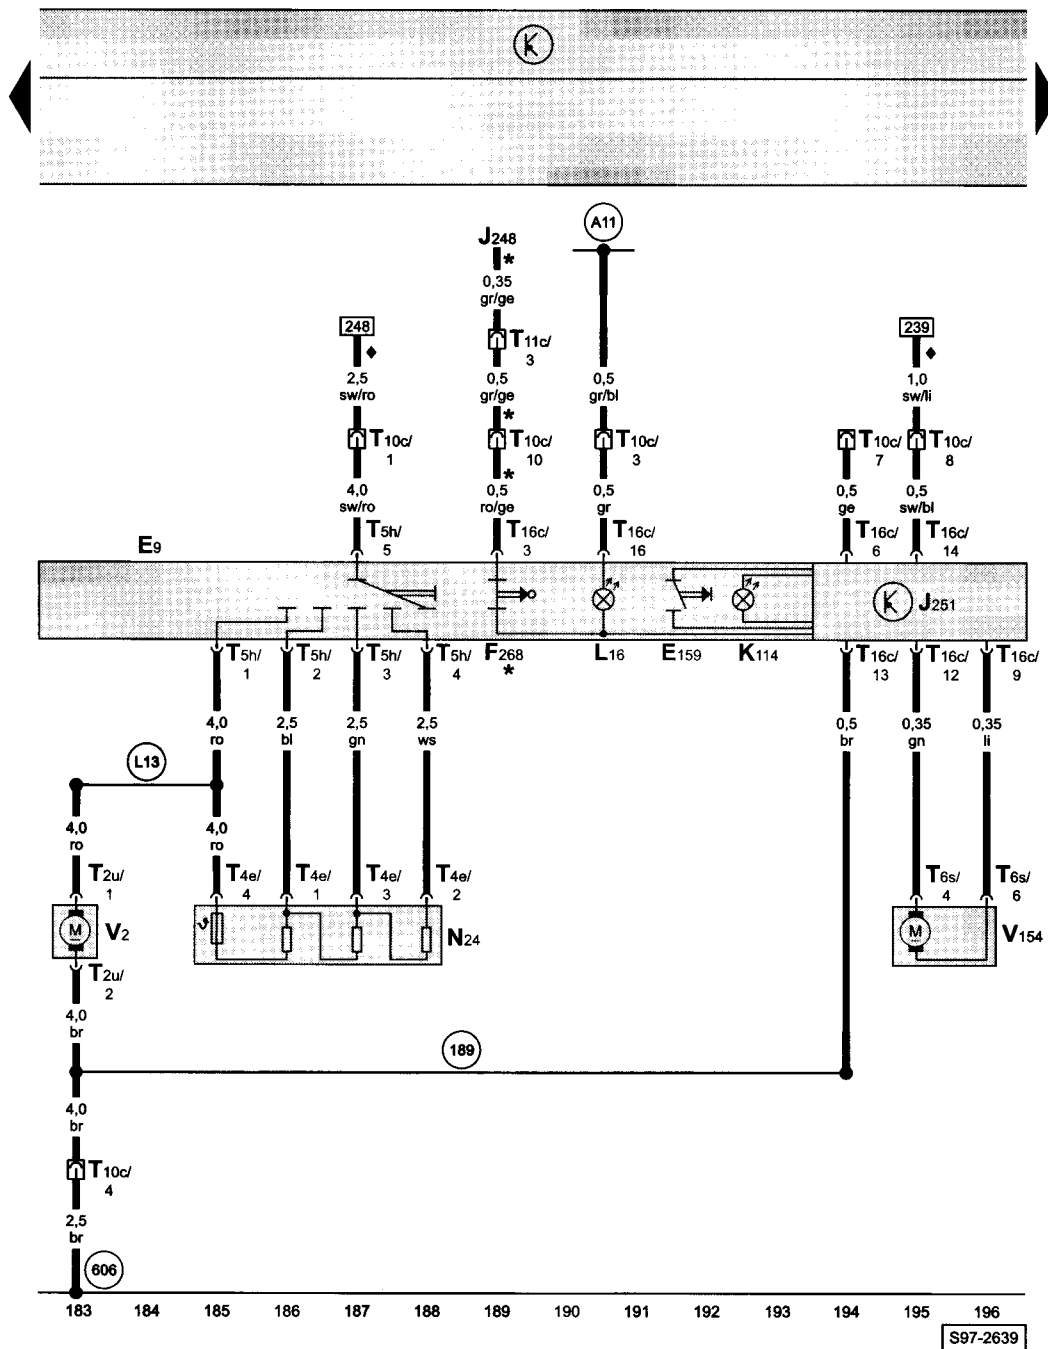 A11
J248
*
0,35
gr/ge
248
T11c/
3
239
2,5
sw/ro
0,5
gr/ge
*
0,5
gr/bl
1,0
sw/li
T10c/
1
T10c/
10
T10c/
3
T10c/
7
T10c/
8
4,0
sw/ro
*
0,5
ro/ge
0,5
gr
0,5
ge
0,5
sw/bl
E9
T5h/
5
T16c/
3
T16c/
16
T16c/
6
T16c/
14
J251
T5h/
1
T5h/
2
T5h/
3
T5h/
4
F268
*
L16
E159
K114
T16c/
13
T16c/
12
T16c/
9
4,0
ro
2,5
bl
2,5
gn
2,5
ws
0,5
br
0,35
gn
0,35
li
L13
4,0
ro
4,0
ro
T2u/
1
T4e/
4
T4e/
1
T4e/
3
T4e/
2
T6s/
4
T6s/
6
M
V2
N24
M
V154
T2u/
2
4,0
br
189
4,0
br
T10c/
4
2,5
br
606
183 184 185 186 187 188 189 190 191 192 193 194 195 196
S97-2639